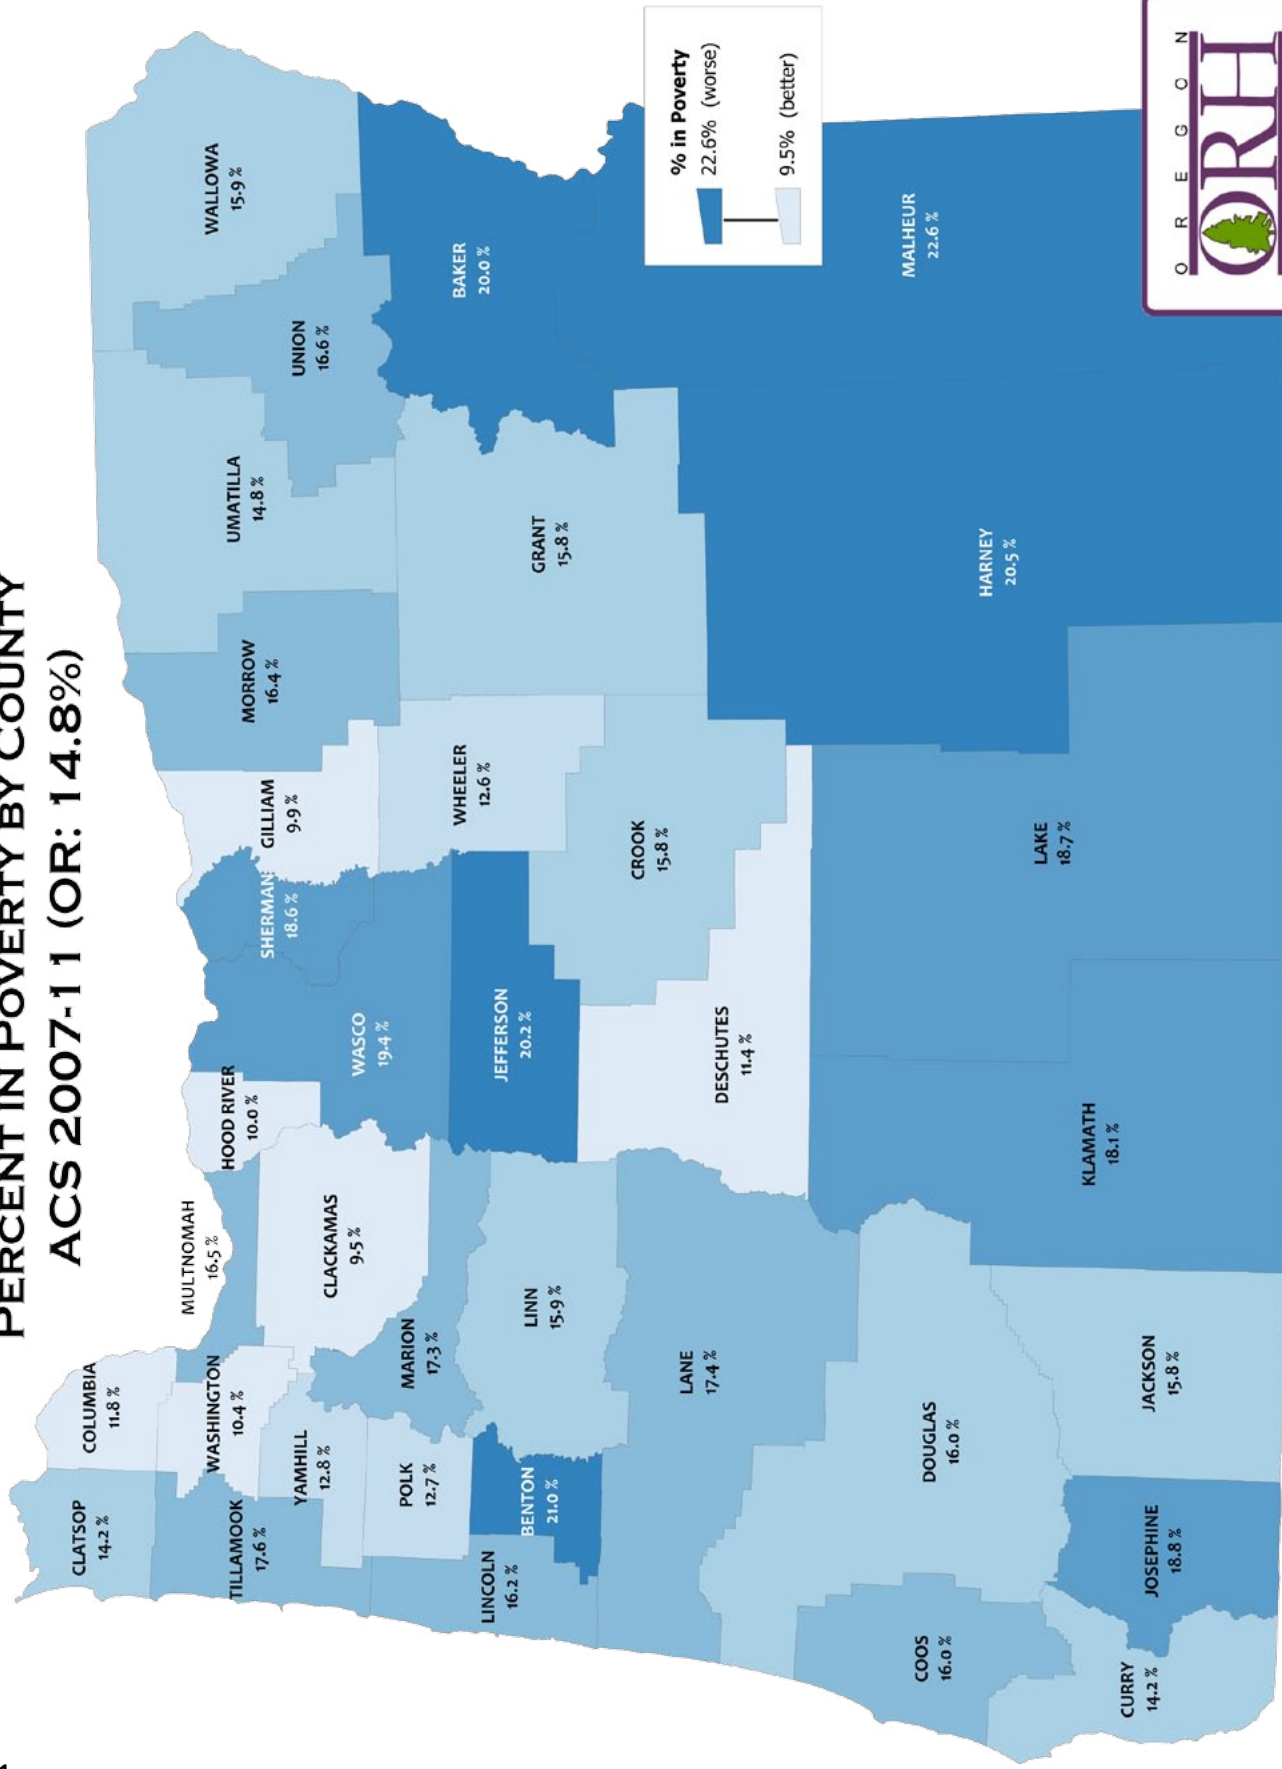 PERCENT IN POVERTY BY COUNTY
ACS 2007-11 (OR: 14.8%)
CLATSOP
14.2 %
COLUMBIA
11.8 %
TILLAMOOK
17.6 %
WASHINGTON
10.4 %
MULTNOMAH
16.5 %
HOOD RIVER
10.0 %
YAMHILL
12.8 %
CLACKAMAS
9.5 %
POLK
12.7 %
MARION
17.3 %
WASCO
19.4 %
SHERMAN
18.6 %
GILLIAM
9.9 %
MORROW
16.4 %
UMATILLA
14.8 %
UNION
16.6 %
WALLOWA
15.9 %
LINCOLN
16.2 %
BENTON
21.0 %
LINN
15.9 %
JEFFERSON
20.2 %
WHEELER
12.6 %
GRANT
15.8 %
BAKER
20.0 %
LANE
17.4 %
DESCHUTES
11.4 %
CROOK
15.8 %
% in Poverty
22.6% (worse)
9.5% (better)
COOS
16.0 %
DOUGLAS
16.0 %
KLAMATH
18.1 %
LAKE
18.7 %
HARNEY
20.5 %
MALHEUR
22.6 %
CURRY
14.2 %
JOSEPHINE
18.8 %
JACKSON
15.8 %
OREGON
ORH